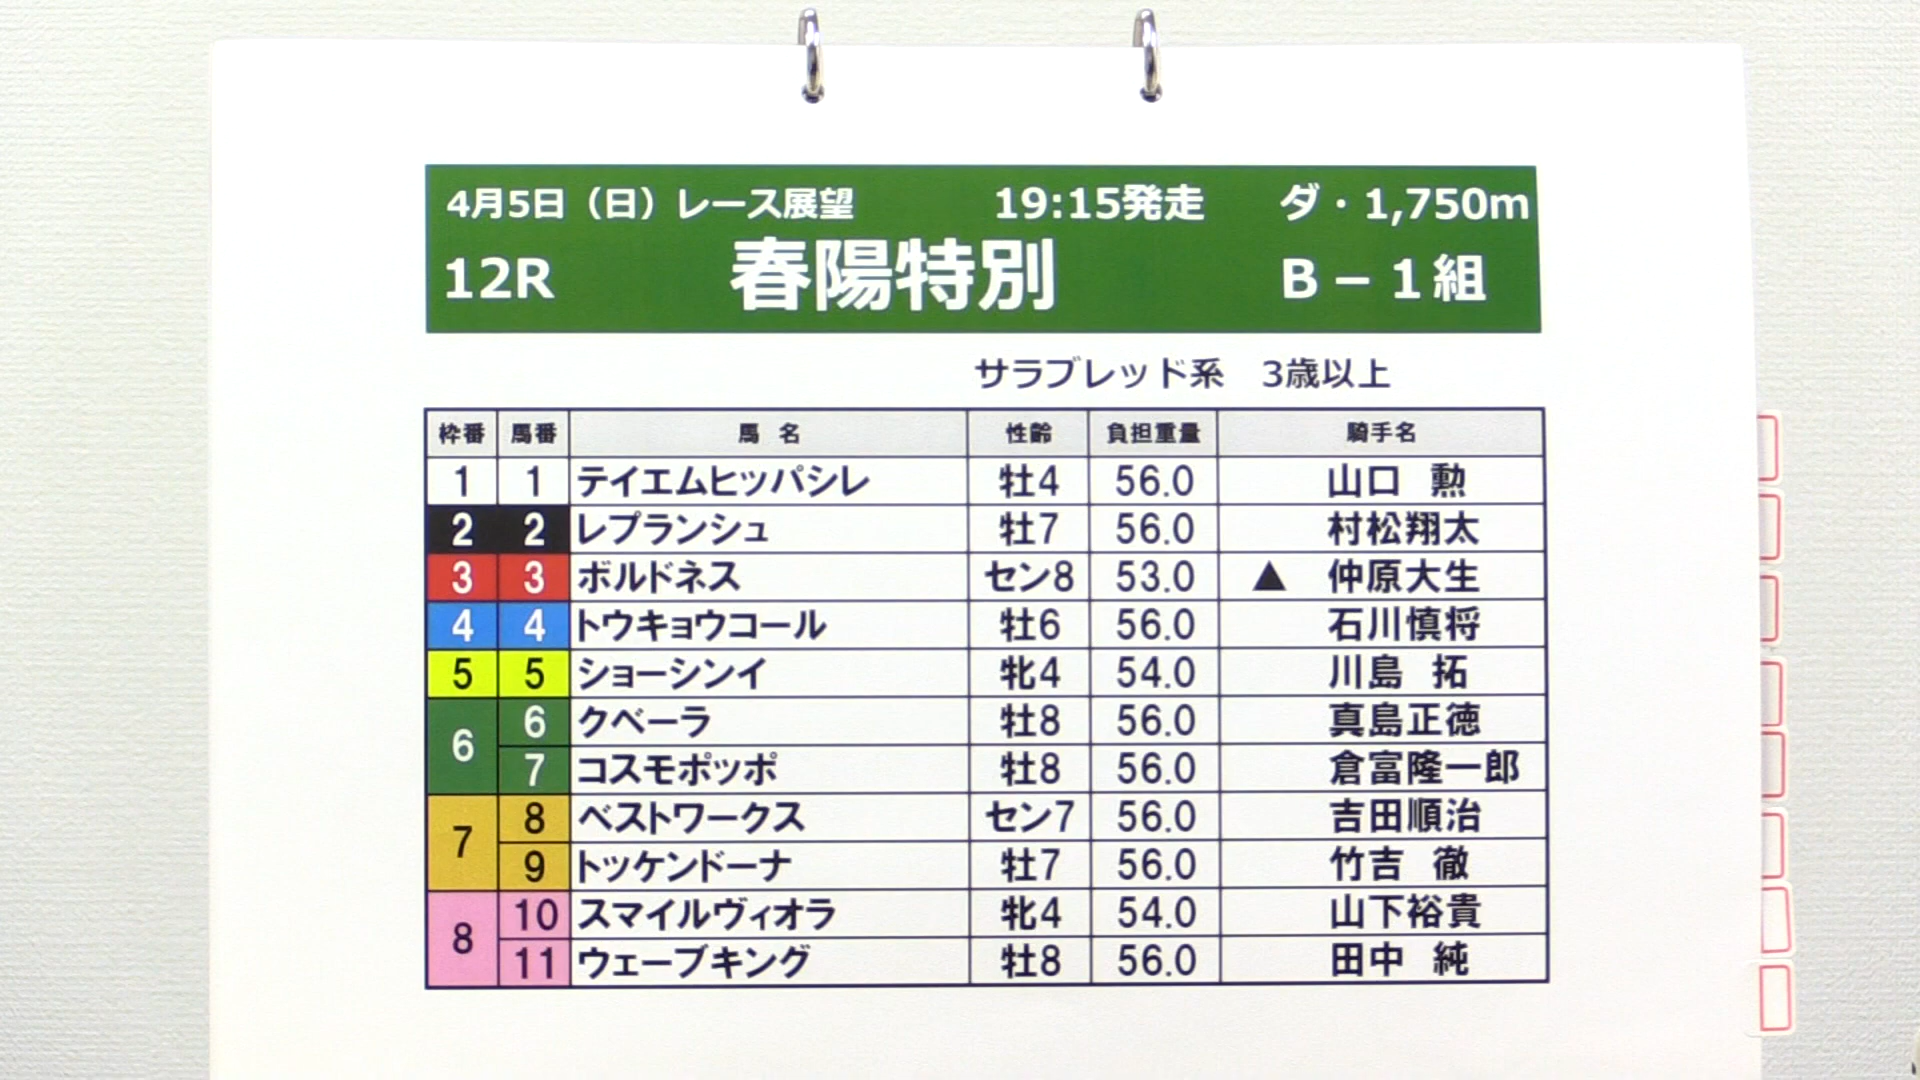 4月5日（日）レース展望 19:15発走 ダ・1,750m
12R 春陽特別 B－1組
サラブレッド系 3歳以上
枠番 馬番 馬名 性齢 負担重量 騎手名
1 1 テイエムヒッパシレ 牡4 56.0 山口 勲
2 2 レプランシュ 牡7 56.0 村松翔太
3 3 ボルドネス セン8 53.0 ▲ 仲原大生
4 4 トウキョウコール 牡6 56.0 石川慎将
5 5 ショーシンイ 牝4 54.0 川島 拓
6 6 クベーラ 牡8 56.0 真島正徳
7 コスモポッポ 牡8 56.0 倉富隆一郎
7 8 ベストワークス セン7 56.0 吉田順治
9 トッケンドーナ 牡7 56.0 竹吉 徹
8 10 スマイルヴィオラ 牝4 54.0 山下裕貴
11 ウェーブキング 牡8 56.0 田中 純